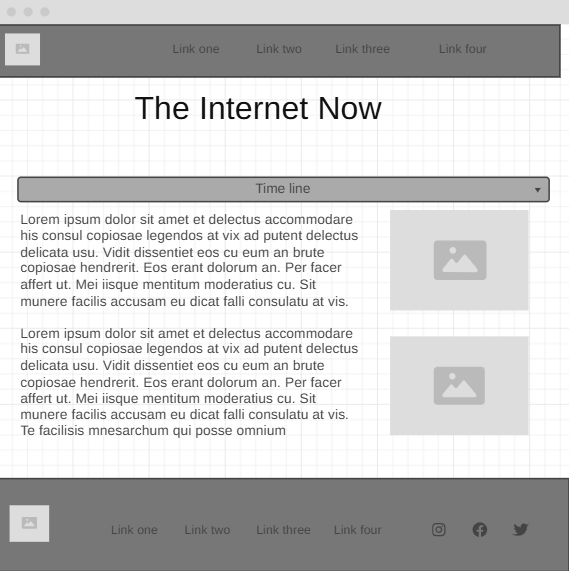 Link one Link two Link three Link four
The Internet Now
Time line
Lorem ipsum dolor sit amet et delectus accommodare
his consul copiosae legendos at vix ad putent delectus
delicata usu. Vidit dissentiet eos cu eum an brute
copiosae hendrerit. Eos erant dolorum an. Per facer
affert ut. Mei iisque mentitum moderatius cu. Sit
munere facilis accusam eu dicat falli consulatu at vis.
Lorem ipsum dolor sit amet et delectus accommodare
his consul copiosae legendos at vix ad putent delectus
delicata usu. Vidit dissentiet eos cu eum an brute
copiosae hendrerit. Eos erant dolorum an. Per facer
affert ut. Mei iisque mentitum moderatius cu. Sit
munere facilis accusam eu dicat falli consulatu at vis.
Te facilisis mnesarchum qui posse omnium
Link one Link two Link three Link four